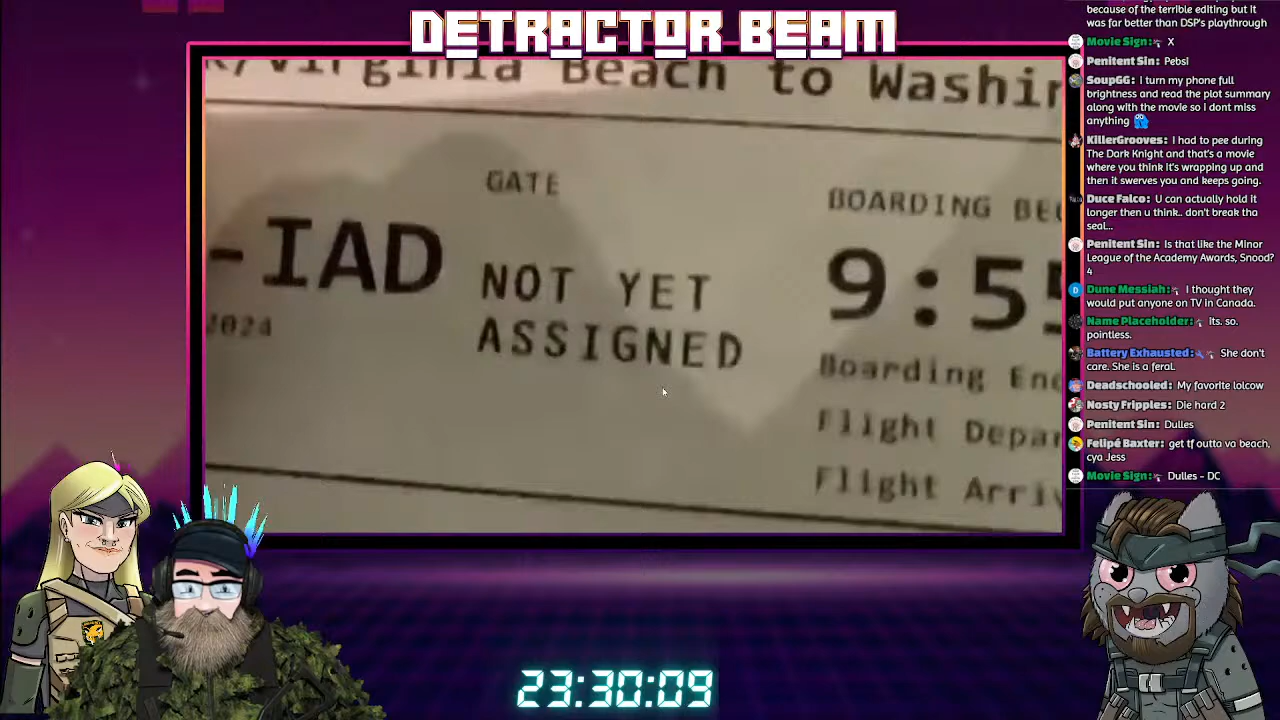 DETRACTOR BEAM
Virginia Beach to Washin
GATE
BOARDING BE
-IAD
NOT YET
ASSIGNED
9:55
2024
Boarding En
Flight Depa
Flight Arri
because of the terrible editing but It
was far better than DSP's playthrough
Movie Sign: X
Penitent Sin: Pebsi
SoupGG: I turn my phone full
brightness and read the plot summary
along with the movie so I dont miss
anything
KillerGrooves: I had to pee during
The Dark Knight and that's a movie
where you think it's wrapping up and
then it swerves you and keeps going.
Duce Falco: U can actually hold it
longer then u think.. don't break tha
seal...
Penitent Sin: Is that like the Minor
League of the Academy Awards, Snood?
4
Dune Messiah: I thought they
would put anyone on TV in Canada.
Name Placeholder: Its. so.
pointless.
Battery Exhausted: She don't
care. She is a feral.
Deadschooled: My favorite lolcow
Nosty Fripples: Die hard 2
Penitent Sin: Dulles
Felipé Baxter: get tf outta va beach,
cya Jess
Movie Sign: Dulles - DC
23:30:09